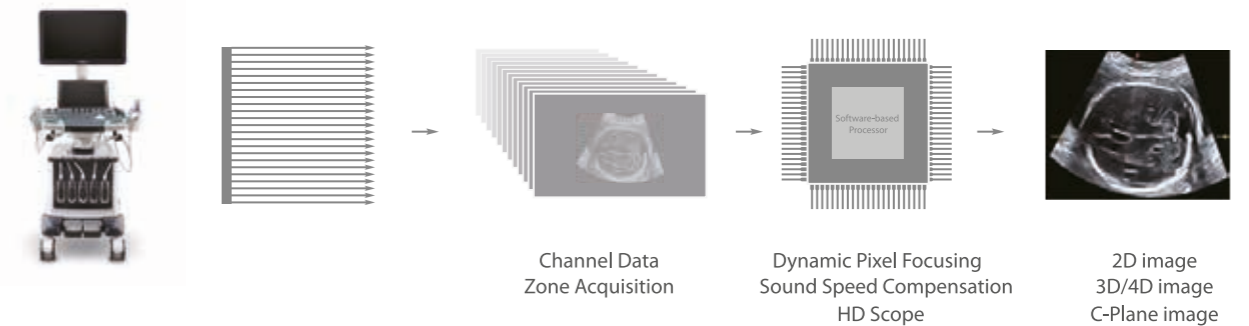 Software-based
Processor
Channel Data
Zone Acquisition
Dynamic Pixel Focusing
Sound Speed Compensation
HD Scope
2D image
3D/4D image
C-Plane image